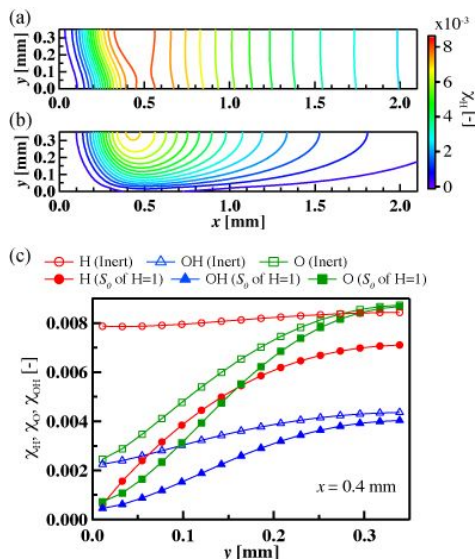 (a)
x10⁻³
y [mm]
0.3
0.2
0.1
0.0
0.0 0.5 1.0 1.5 2.0
8
6
4
2
0
χH [-]
(b)
y [mm]
0.3
0.2
0.1
0.0
0.0 0.5 1.0 1.5 2.0
x [mm]
(c)
H (Inert) OH (Inert) O (Inert)
H (S₀ of H=1) OH (S₀ of H=1) O (S₀ of H=1)
χH, χO, χOH [-]
0.008
0.006
0.004
0.002
0.000
x = 0.4 mm
0.0 0.1 0.2 0.3
y [mm]